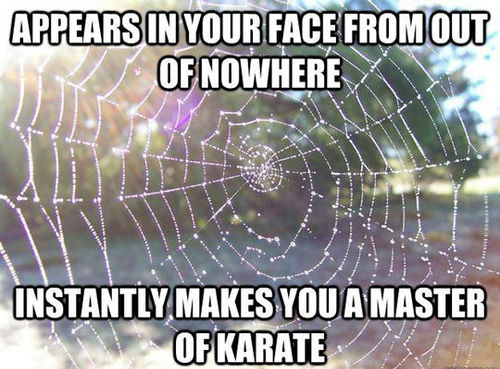 APPEARS IN YOUR FACE FROM OUT
OF NOWHERE
INSTANTLY MAKES YOU A MASTER
OF KARATE